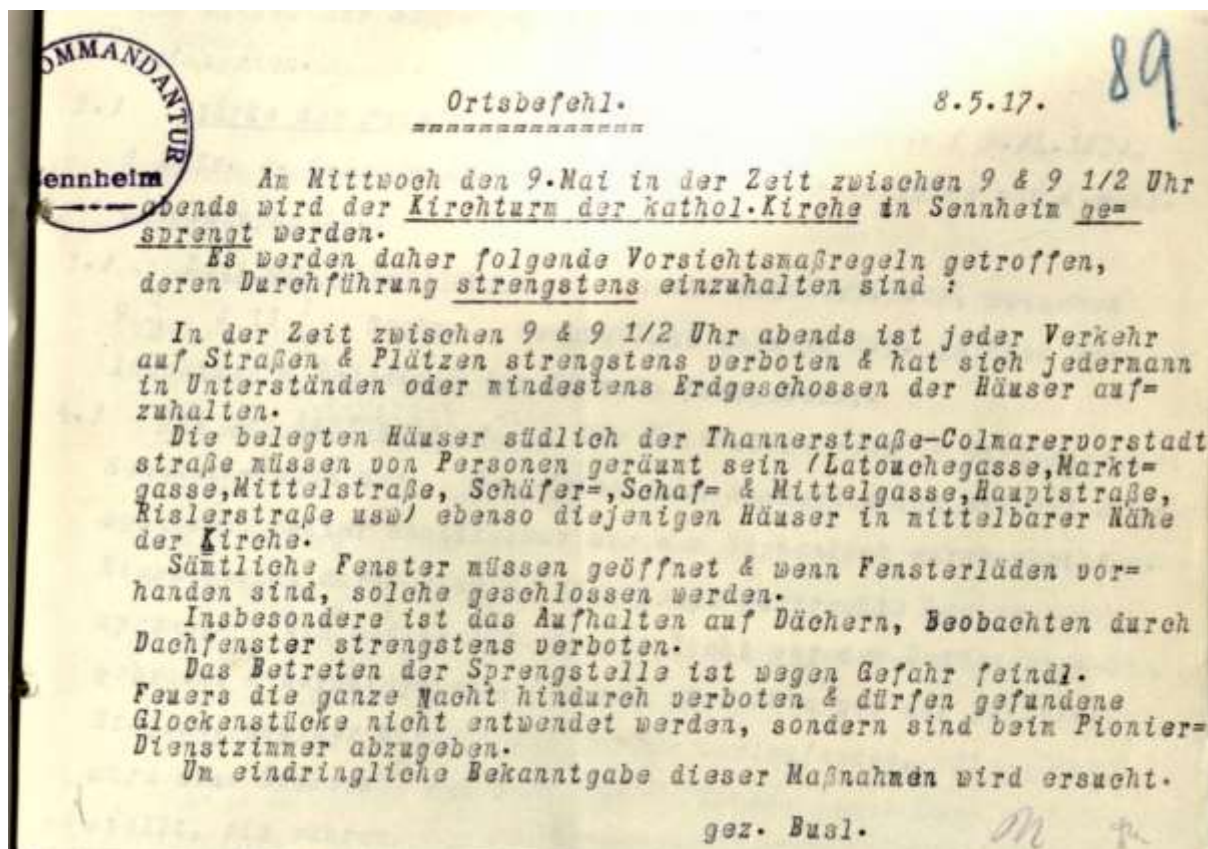 89
OMMANDANTUR
Sennheim
Ortsbefehl. 8.5.17.
Am Mittwoch den 9.Mai in der Zeit zwischen 9 & 9 1/2 Uhr
abends wird der Kirchturm der kathol.Kirche in Sennheim ge=
sprengt werden.
Es werden daher folgende Vorsichtsmaßregeln getroffen,
deren Durchführung strengstens einzuhalten sind :
In der Zeit zwischen 9 & 9 1/2 Uhr abends ist jeder Verkehr
auf Straßen & Plätzen strengstens verboten & hat sich jedermann
in Unterständen oder mindestens Erdgeschossen der Häuser auf=
zuhalten.
Die belegten Häuser südlich der Thannerstraße-Colmarervorstadt
straße müssen von Personen geräumt sein (Latouchegasse,Markt=
gasse,Mittelstraße, Schäfer=,Schaf= & Mittelgasse,Hauptstraße,
Rislerstraße usw) ebenso diejenigen Häuser in mittelbarer Nähe
der Kirche.
Sämtliche Fenster müssen geöffnet & wenn Fensterläden vor=
handen sind, solche geschlossen werden.
Insbesondere ist das Aufhalten auf Dächern, Beobachten durch
Dachfenster strengstens verboten.
Das Betreten der Sprengstelle ist wegen Gefahr feindl.
Feuers die ganze Nacht hindurch verboten & dürfen gefundene
Glockenstücke nicht entwendet werden, sondern sind beim Pionier=
Dienstzimmer abzugeben.
Um eindringliche Bekanntgabe dieser Maßnahmen wird ersucht.
gez. Busl.